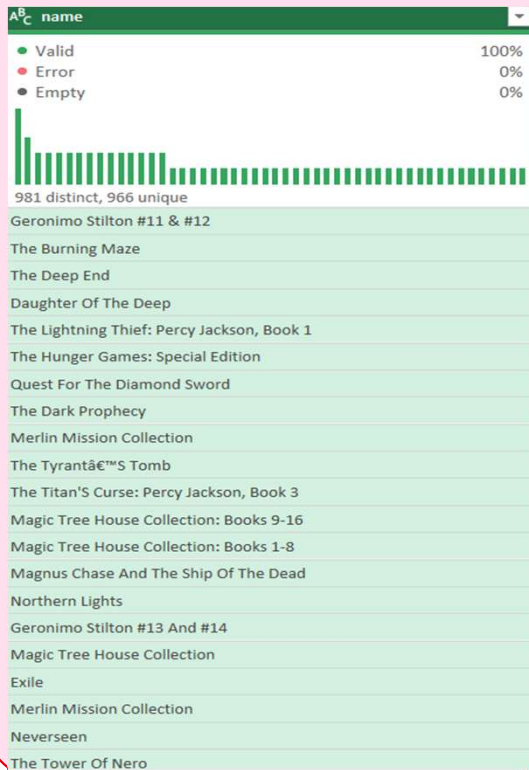 ABC name
Valid 100%
Error 0%
Empty 0%
981 distinct, 966 unique
Geronimo Stilton #11 & #12
The Burning Maze
The Deep End
Daughter Of The Deep
The Lightning Thief: Percy Jackson, Book 1
The Hunger Games: Special Edition
Quest For The Diamond Sword
The Dark Prophecy
Merlin Mission Collection
The Tyrantâ€™S Tomb
The Titan'S Curse: Percy Jackson, Book 3
Magic Tree House Collection: Books 9-16
Magic Tree House Collection: Books 1-8
Magnus Chase And The Ship Of The Dead
Northern Lights
Geronimo Stilton #13 And #14
Magic Tree House Collection
Exile
Merlin Mission Collection
Neverseen
The Tower Of Nero